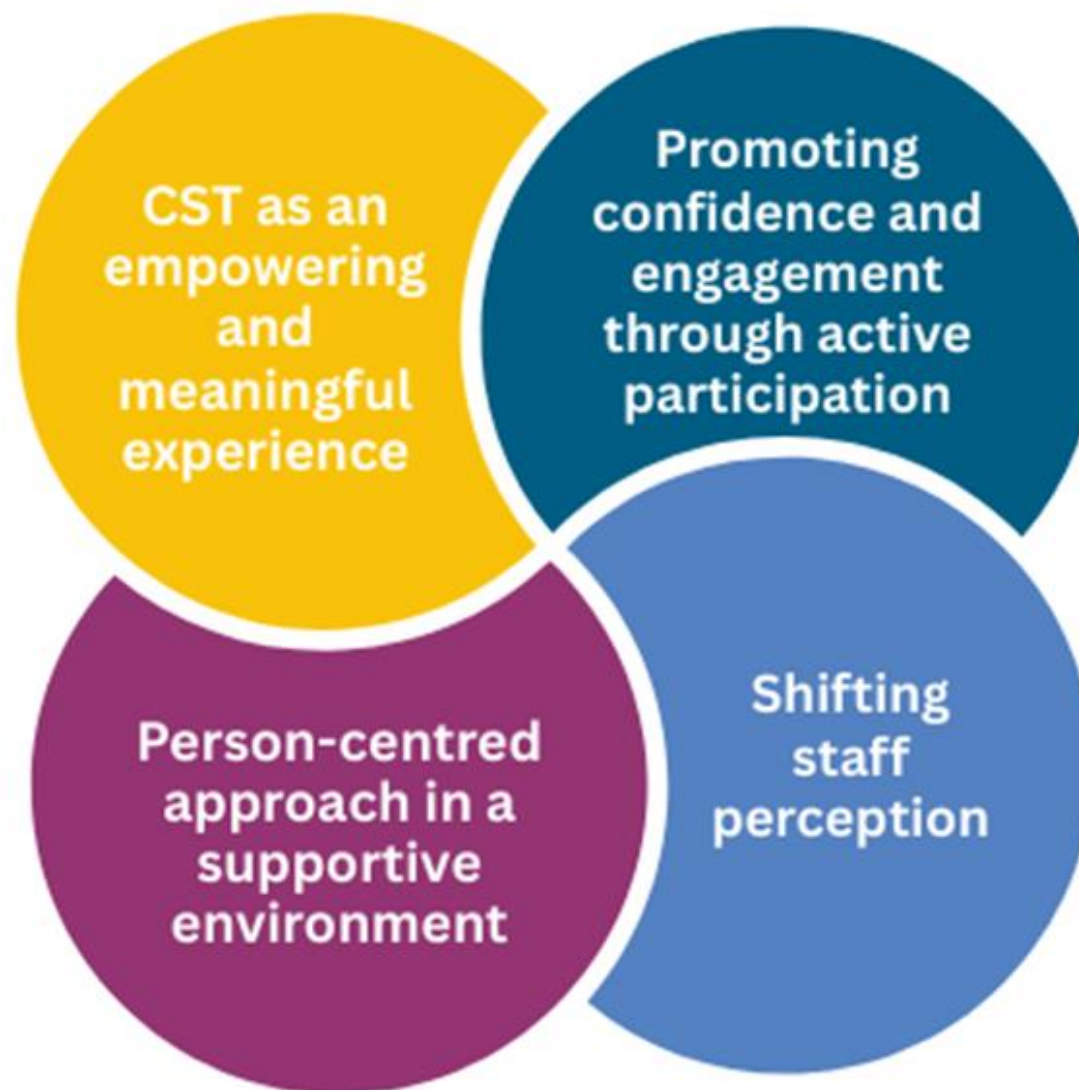 CST as an
empowering
and
meaningful
experience
Promoting
confidence and
engagement
through active
participation
Person-centred
approach in a
supportive
environment
Shifting
staff
perception